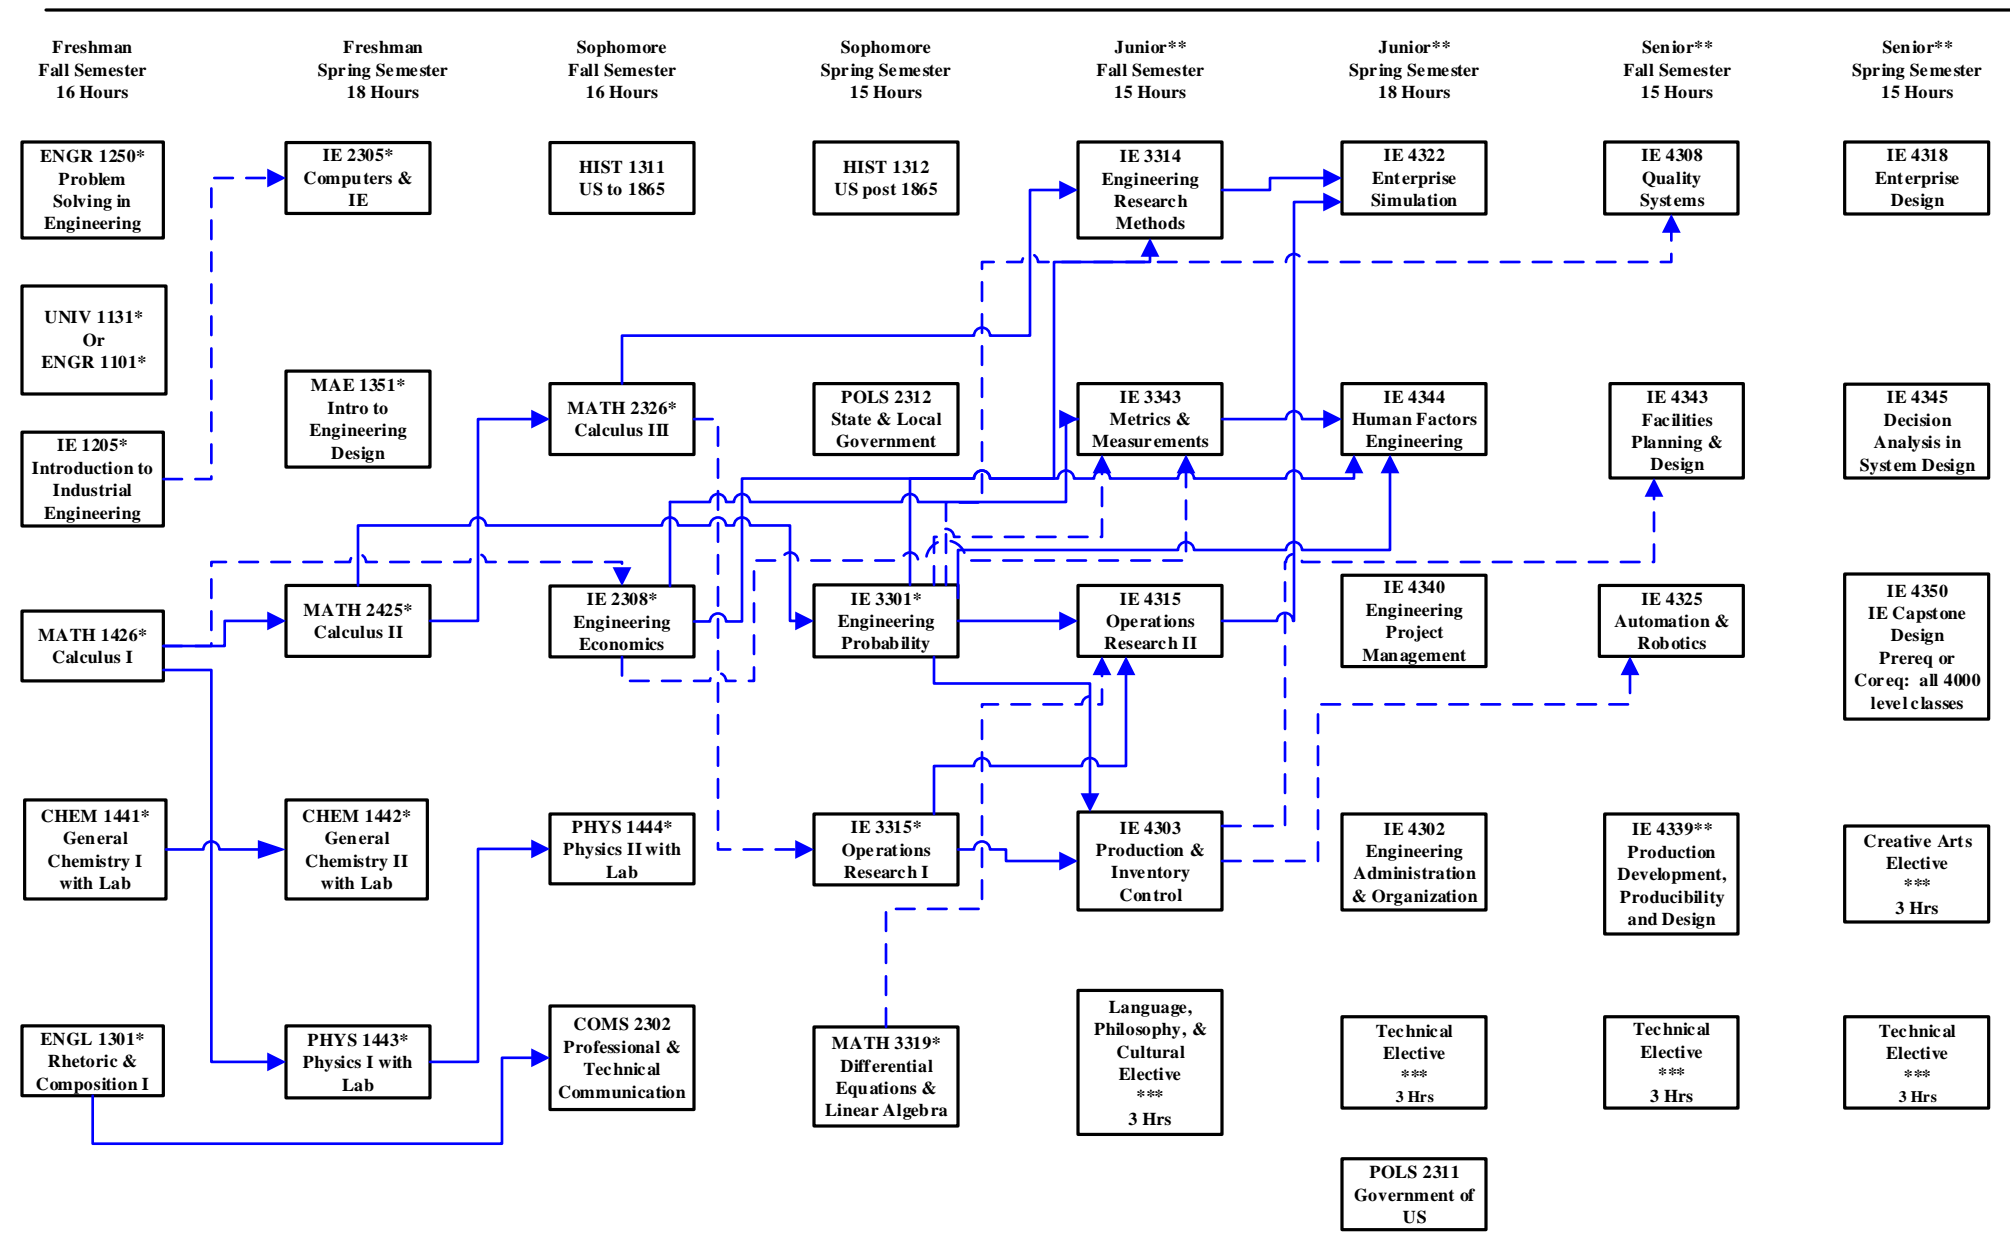 Freshman
Fall Semester
16 Hours
Freshman
Spring Semester
18 Hours
Sophomore
Fall Semester
16 Hours
Sophomore
Spring Semester
15 Hours
Junior**
Fall Semester
15 Hours
Junior**
Spring Semester
18 Hours
Senior**
Fall Semester
15 Hours
Senior**
Spring Semester
15 Hours
ENGR 1250*
Problem
Solving in
Engineering
IE 2305*
Computers &
IE
HIST 1311
US to 1865
HIST 1312
US post 1865
IE 3314
Engineering
Research
Methods
IE 4322
Enterprise
Simulation
IE 4308
Quality
Systems
IE 4318
Enterprise
Design
UNIV 1131*
Or
ENGR 1101*
MAE 1351*
Intro to
Engineering
Design
MATH 2326*
Calculus III
POLS 2312
State & Local
Government
IE 3343
Metrics &
Measurements
IE 4344
Human Factors
Engineering
IE 4343
Facilities
Planning &
Design
IE 4345
Decision
Analysis in
System Design
IE 1205*
Introduction to
Industrial
Engineering
MATH 1426*
Calculus I
MATH 2425*
Calculus II
IE 2308*
Engineering
Economics
IE 3301*
Engineering
Probability
IE 4315
Operations
Research II
IE 4340
Engineering
Project
Management
IE 4325
Automation &
Robotics
IE 4350
IE Capstone
Design
Prereq or
Coreq: all 4000
level classes
CHEM 1441*
General
Chemistry I
with Lab
CHEM 1442*
General
Chemistry II
with Lab
PHYS 1444*
Physics II with
Lab
IE 3315*
Operations
Research I
IE 4303
Production &
Inventory
Control
IE 4302
Engineering
Administration
& Organization
IE 4339**
Production
Development,
Producibility
and Design
Creative Arts
Elective
***
3 Hrs
ENGL 1301*
Rhetoric &
Composition I
PHYS 1443*
Physics I with
Lab
COMS 2302
Professional &
Technical
Communication
MATH 3319*
Differential
Equations &
Linear Algebra
Language,
Philosophy, &
Cultural
Elective
***
3 Hrs
Technical
Elective
***
3 Hrs
Technical
Elective
***
3 Hrs
Technical
Elective
***
3 Hrs
POLS 2311
Government of
US